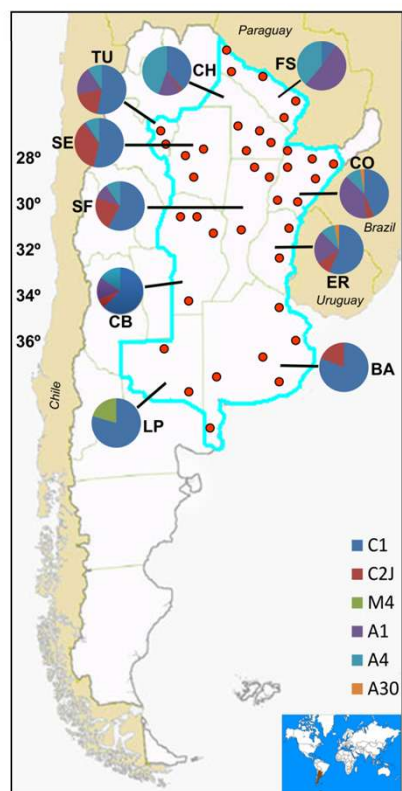 Paraguay
CH
FS
TU
SE
28º
CO
30º
SF
Brazil
32º
ER
Uruguay
34º
CB
36º
BA
Chile
LP
C1
C2J
M4
A1
A4
A30